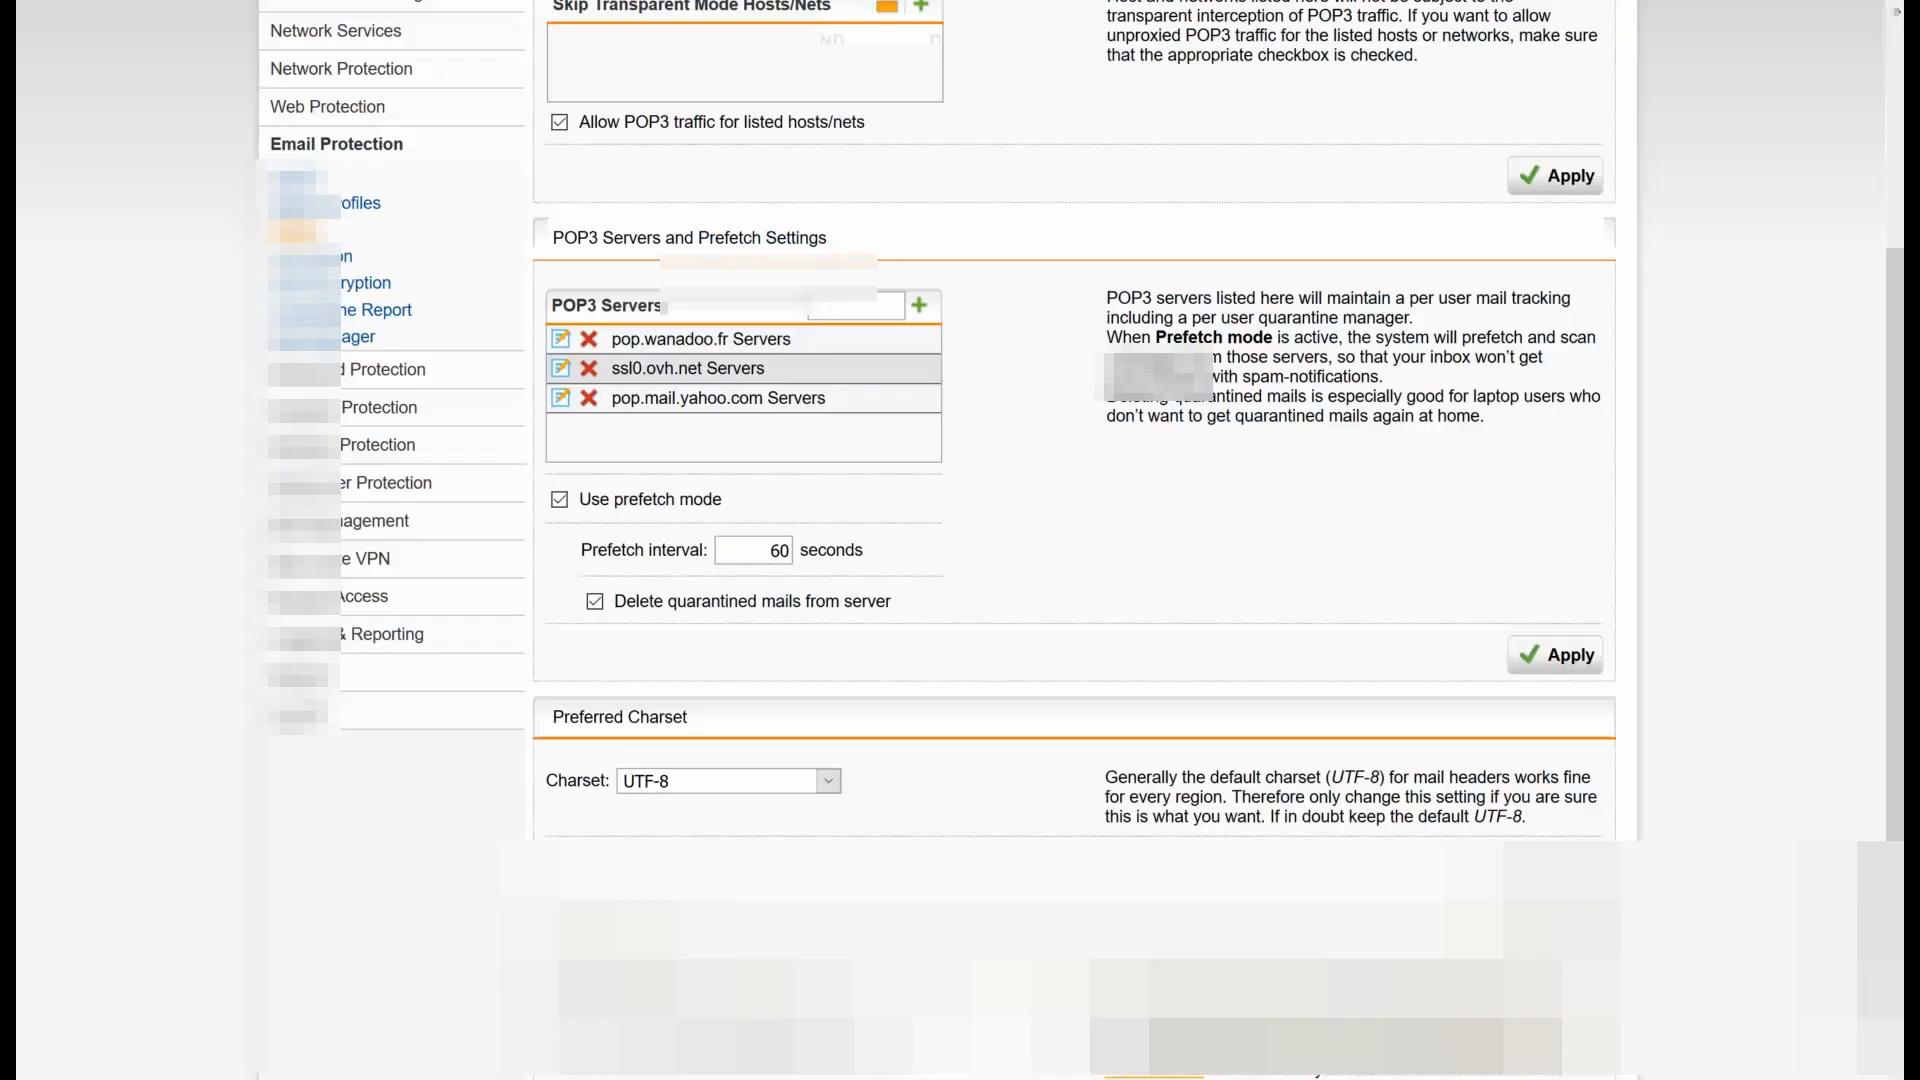 Skip Transparent Mode Hosts/Nets
transparent interception of POP3 traffic. If you want to allow
unproxied POP3 traffic for the listed hosts or networks, make sure
that the appropriate checkbox is checked.
Allow POP3 traffic for listed hosts/nets
Apply
Network Services
Network Protection
Web Protection
Email Protection
ofiles
on
ryption
ne Report
ager
d Protection
Protection
Protection
er Protection
nagement
e VPN
Access
& Reporting
POP3 Servers and Prefetch Settings
POP3 Servers
pop.wanadoo.fr Servers
ssl0.ovh.net Servers
pop.mail.yahoo.com Servers
Use prefetch mode
Prefetch interval: 60 seconds
Delete quarantined mails from server
POP3 servers listed here will maintain a per user mail tracking
including a per user quarantine manager.
When Prefetch mode is active, the system will prefetch and scan
those servers, so that your inbox won't get
with spam-notifications.
quarantined mails is especially good for laptop users who
don't want to get quarantined mails again at home.
Apply
Preferred Charset
Charset: UTF-8
Generally the default charset (UTF-8) for mail headers works fine
for every region. Therefore only change this setting if you are sure
this is what you want. If in doubt keep the default UTF-8.